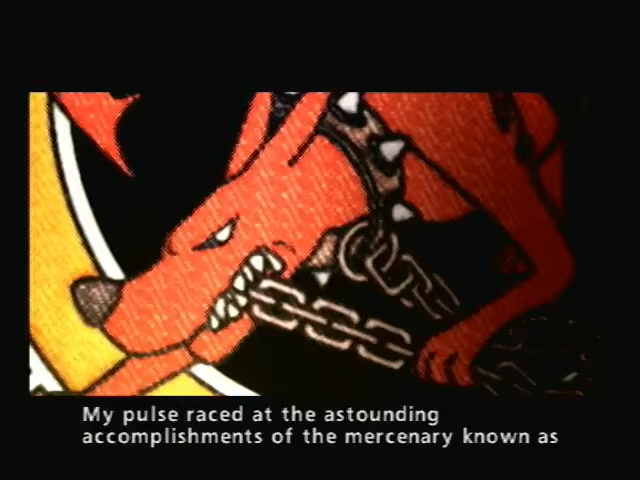 My pulse raced at the astounding
accomplishments of the mercenary known as